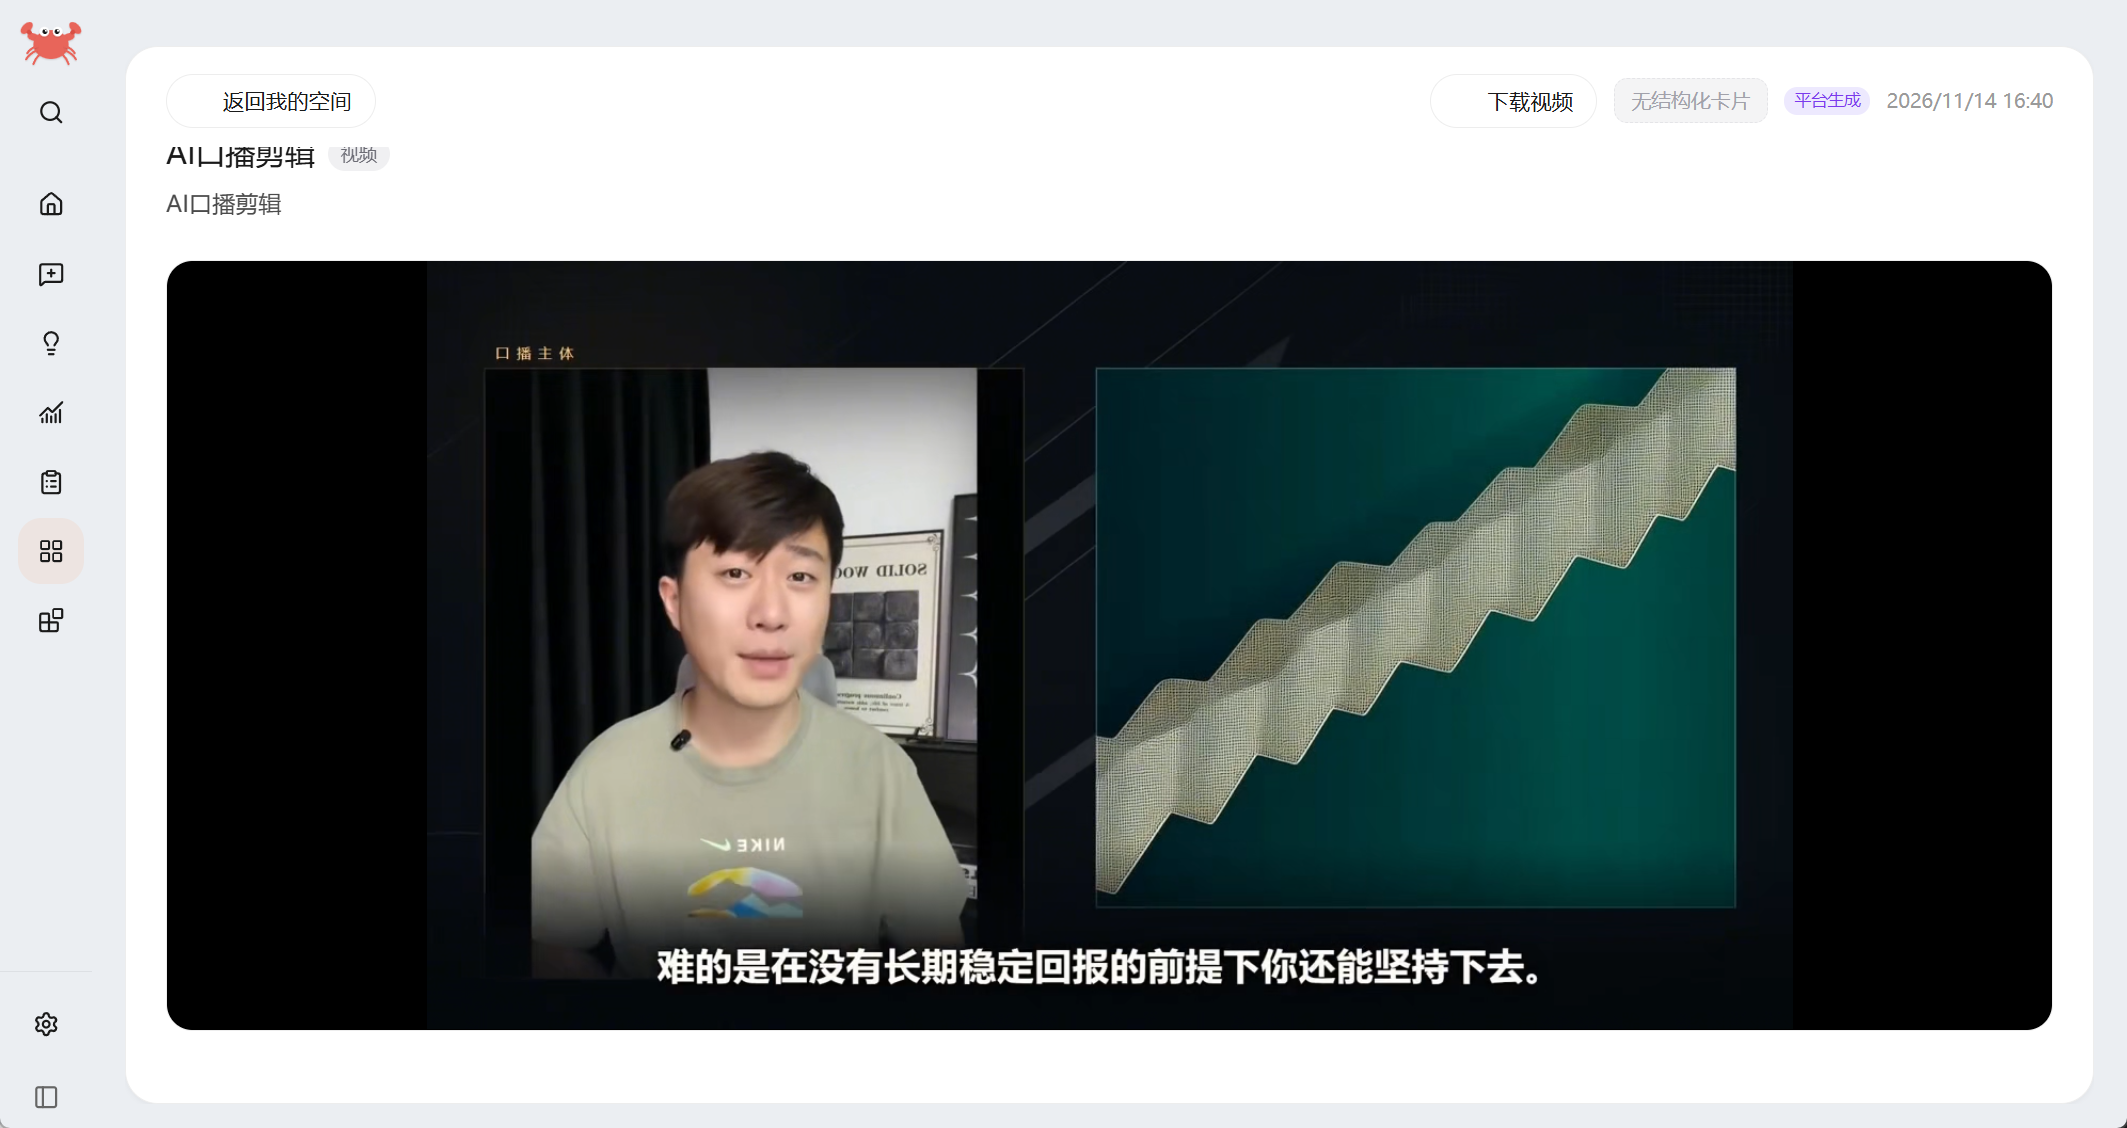 返回我的空间
下载视频
无结构化卡片
平台生成
2026/11/14 16:40
AI口播剪辑
视频
AI口播剪辑
口播主体
SOLID WOO
NIKE
难的是在没有长期稳定回报的前提下你还能坚持下去。